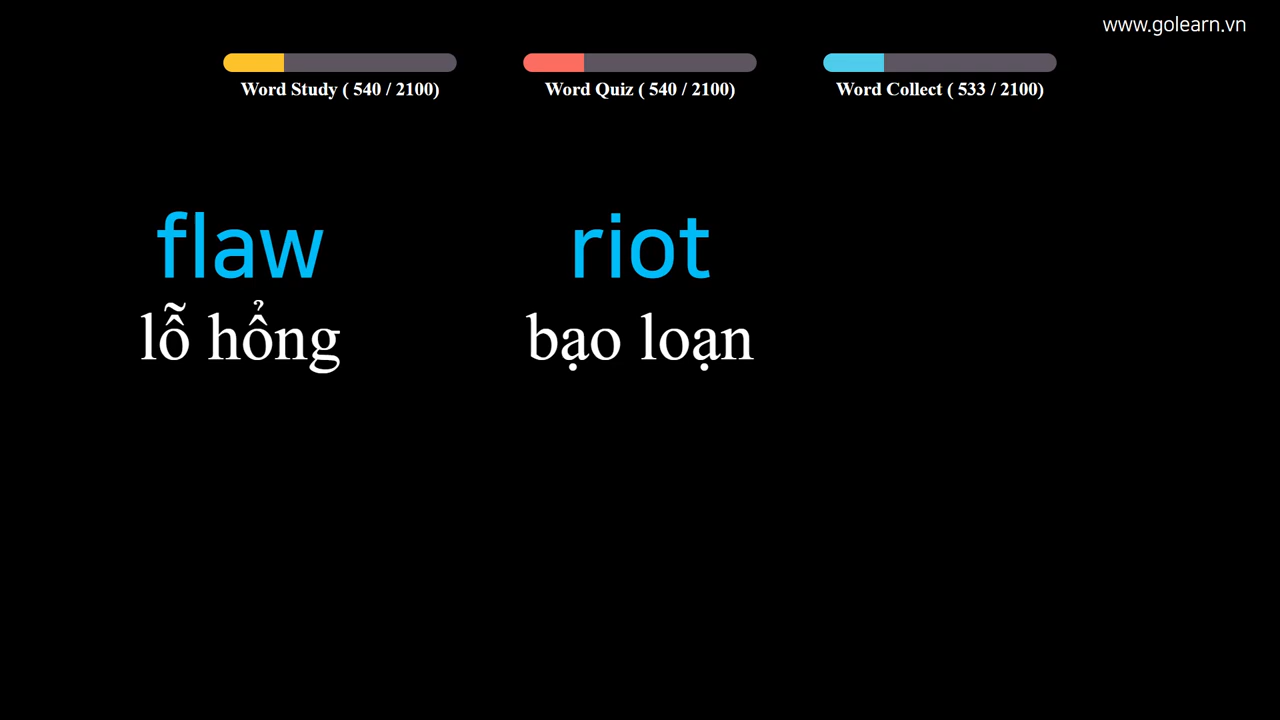 www.golearn.vn
Word Study ( 540 / 2100)
Word Quiz ( 540 / 2100)
Word Collect ( 533 / 2100)
flaw
lỗ hổng
riot
bạo loạn